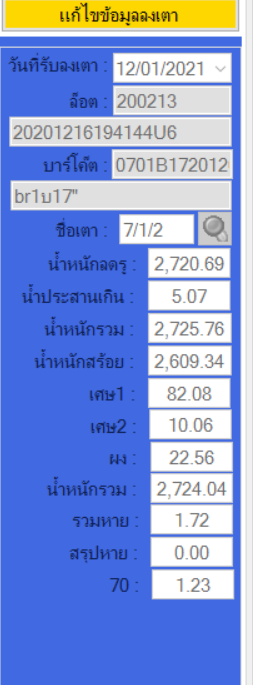 แก้ไขข้อมูลลงเตา
วันที่รับลงเตา : 12/01/2021
ล็อต : 200213
20201216194144U6
บาร์โค๊ต : 0701B172012
br1บ17"
ชื่อเตา : 7/1/2
น้ำหนักลดรุ : 2,720.69
น้ำประสานเกิน : 5.07
น้ำหนักรวม : 2,725.76
น้ำหนักสร้อย : 2,609.34
เศษ1 : 82.08
เศษ2 : 10.06
ผง : 22.56
น้ำหนักรวม : 2,724.04
รวมหาย : 1.72
สรุปหาย : 0.00
70 : 1.23